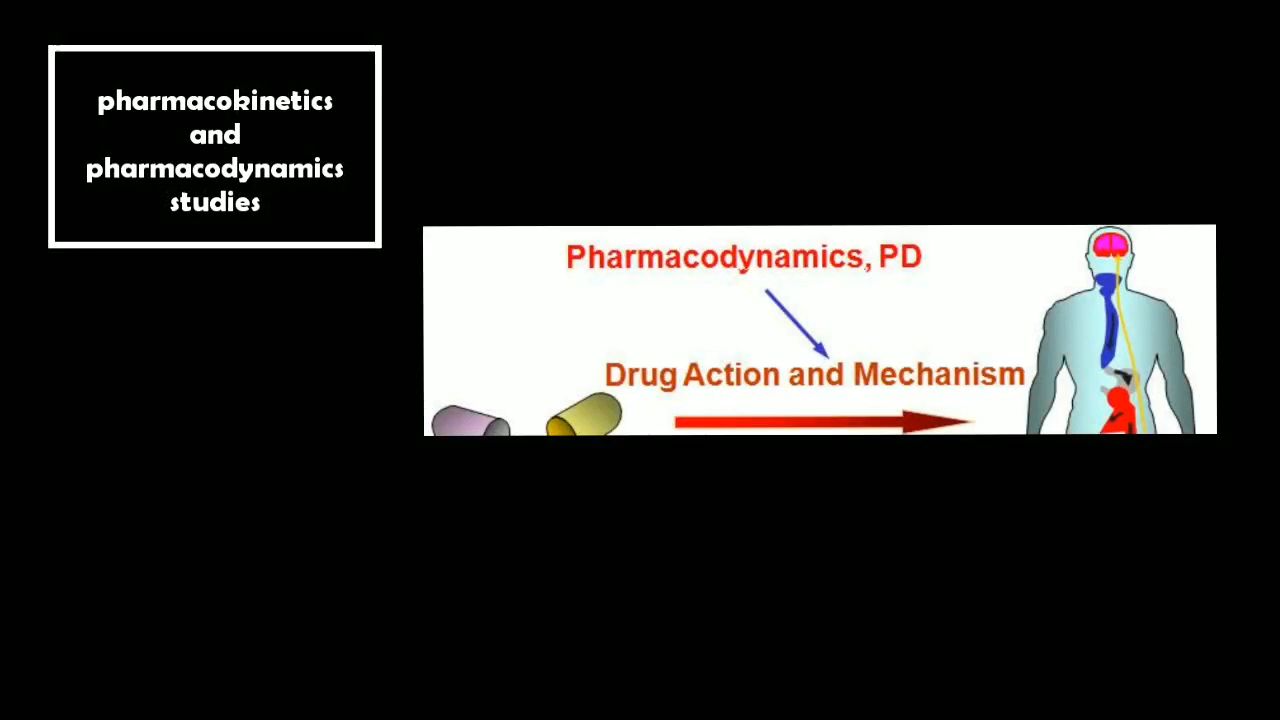 pharmacokinetics
and
pharmacodynamics
studies
Pharmacodynamics, PD
Drug Action and Mechanism